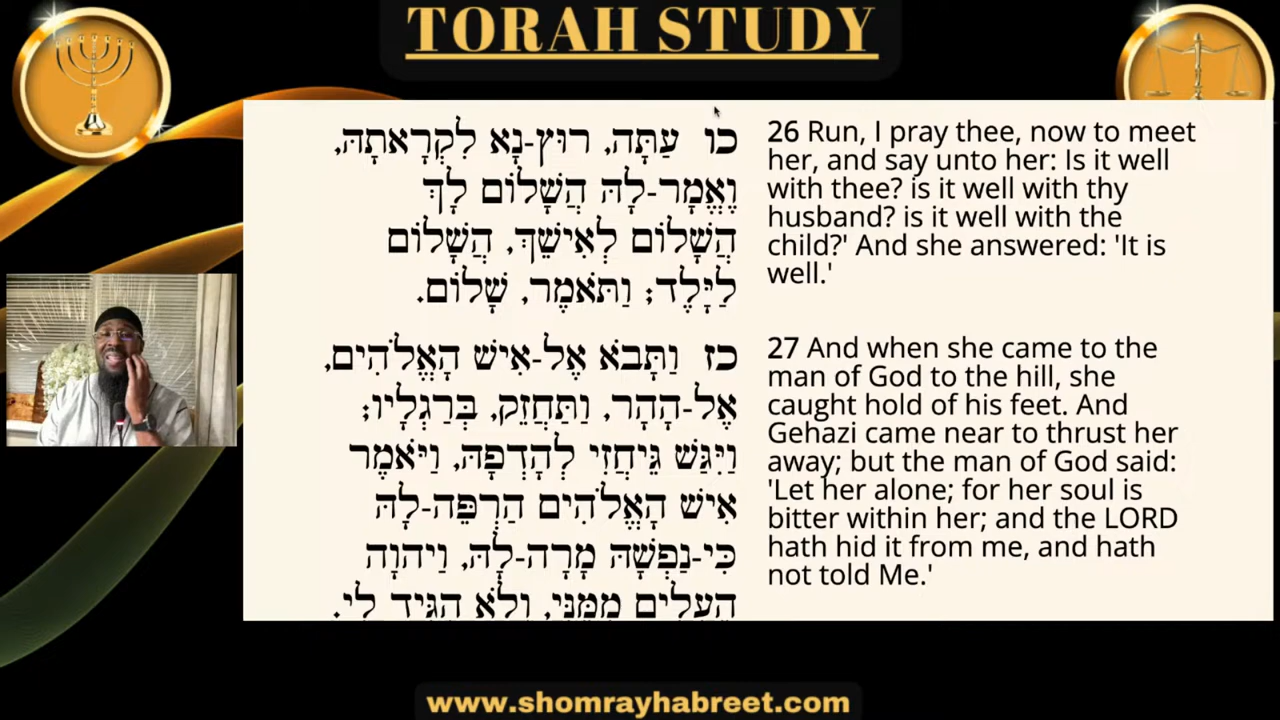 TORAH STUDY
כו עַתָּה, רוּץ-נָא לִקְרָאתָהּ,
וֶאֱמָר-לָהּ הֲשָׁלוֹם לָךְ
הֲשָׁלוֹם לְאִישֵׁךְ, הֲשָׁלוֹם
לַיָּלֶד; וַתֹּאמֶר, שָׁלוֹם.
26 Run, I pray thee, now to meet
her, and say unto her: Is it well
with thee? is it well with thy
husband? is it well with the
child?' And she answered: 'It is
well.'
כז וַתָּבֹא אֶל-אִישׁ הָאֱלֹהִים,
אֶל-הָהָר, וַתַּחֲזֵק, בְּרַגְלָיו;
וַיִּגַּשׁ גֵּיחֲזִי לְהָדְפָהּ, וַיֹּאמֶר
אִישׁ הָאֱלֹהִים הַרְפֵּה-לָהּ
כִּי-נַפְשָׁהּ מָרָה-לָהּ, וַיהוָה
הֶעְלִים מִמֶּנִּי, וְלֹא הִגִּיד לִי.
27 And when she came to the
man of God to the hill, she
caught hold of his feet. And
Gehazi came near to thrust her
away; but the man of God said:
'Let her alone; for her soul is
bitter within her; and the LORD
hath hid it from me, and hath
not told Me.'
www.shomrayhabreet.com